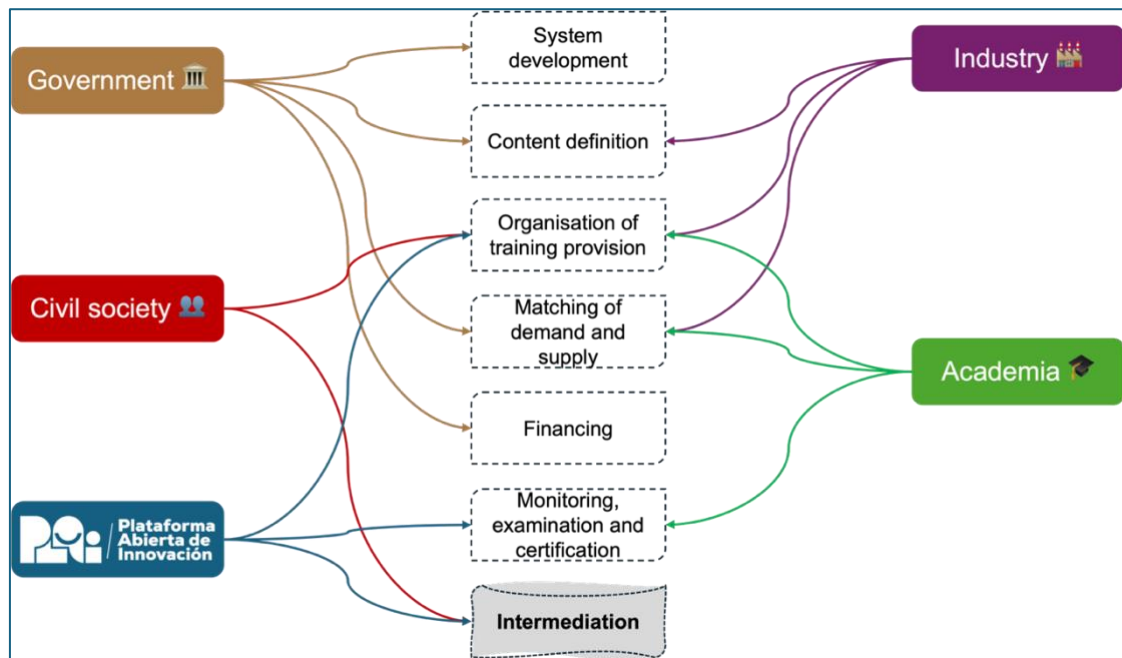 Government
Civil society
PLAi
Plataforma
Abierta de
Innovación
System
development
Content definition
Organisation of
training provision
Matching of
demand and
supply
Financing
Monitoring,
examination and
certification
Intermediation
Industry
Academia